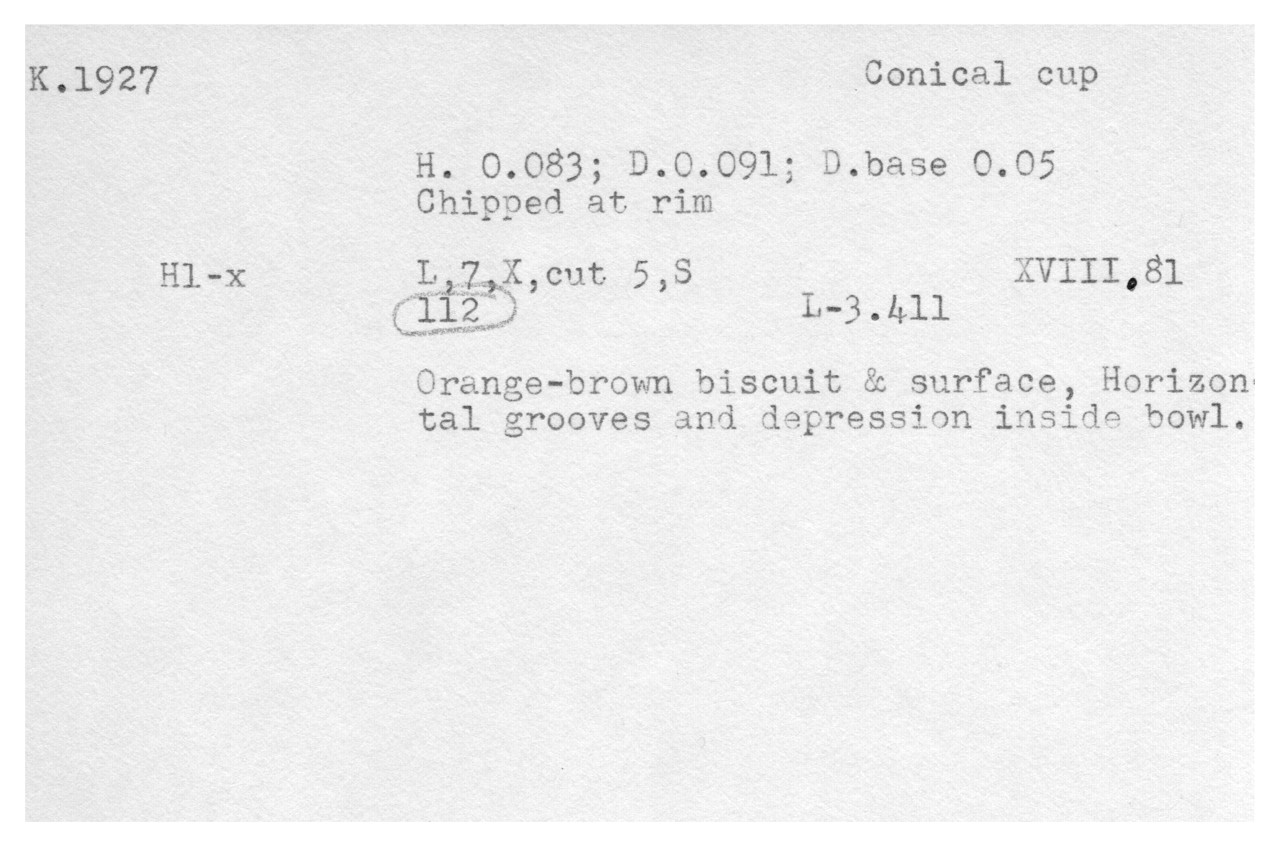 K.1927 Conical cup
H. 0.083; D.0.091; D.base 0.05
Chipped at rim
Hl-x L,7,X,cut 5,S XVIII,81
112 L-3.411
Orange-brown biscuit & surface, Horizon-
tal grooves and depression inside bowl.